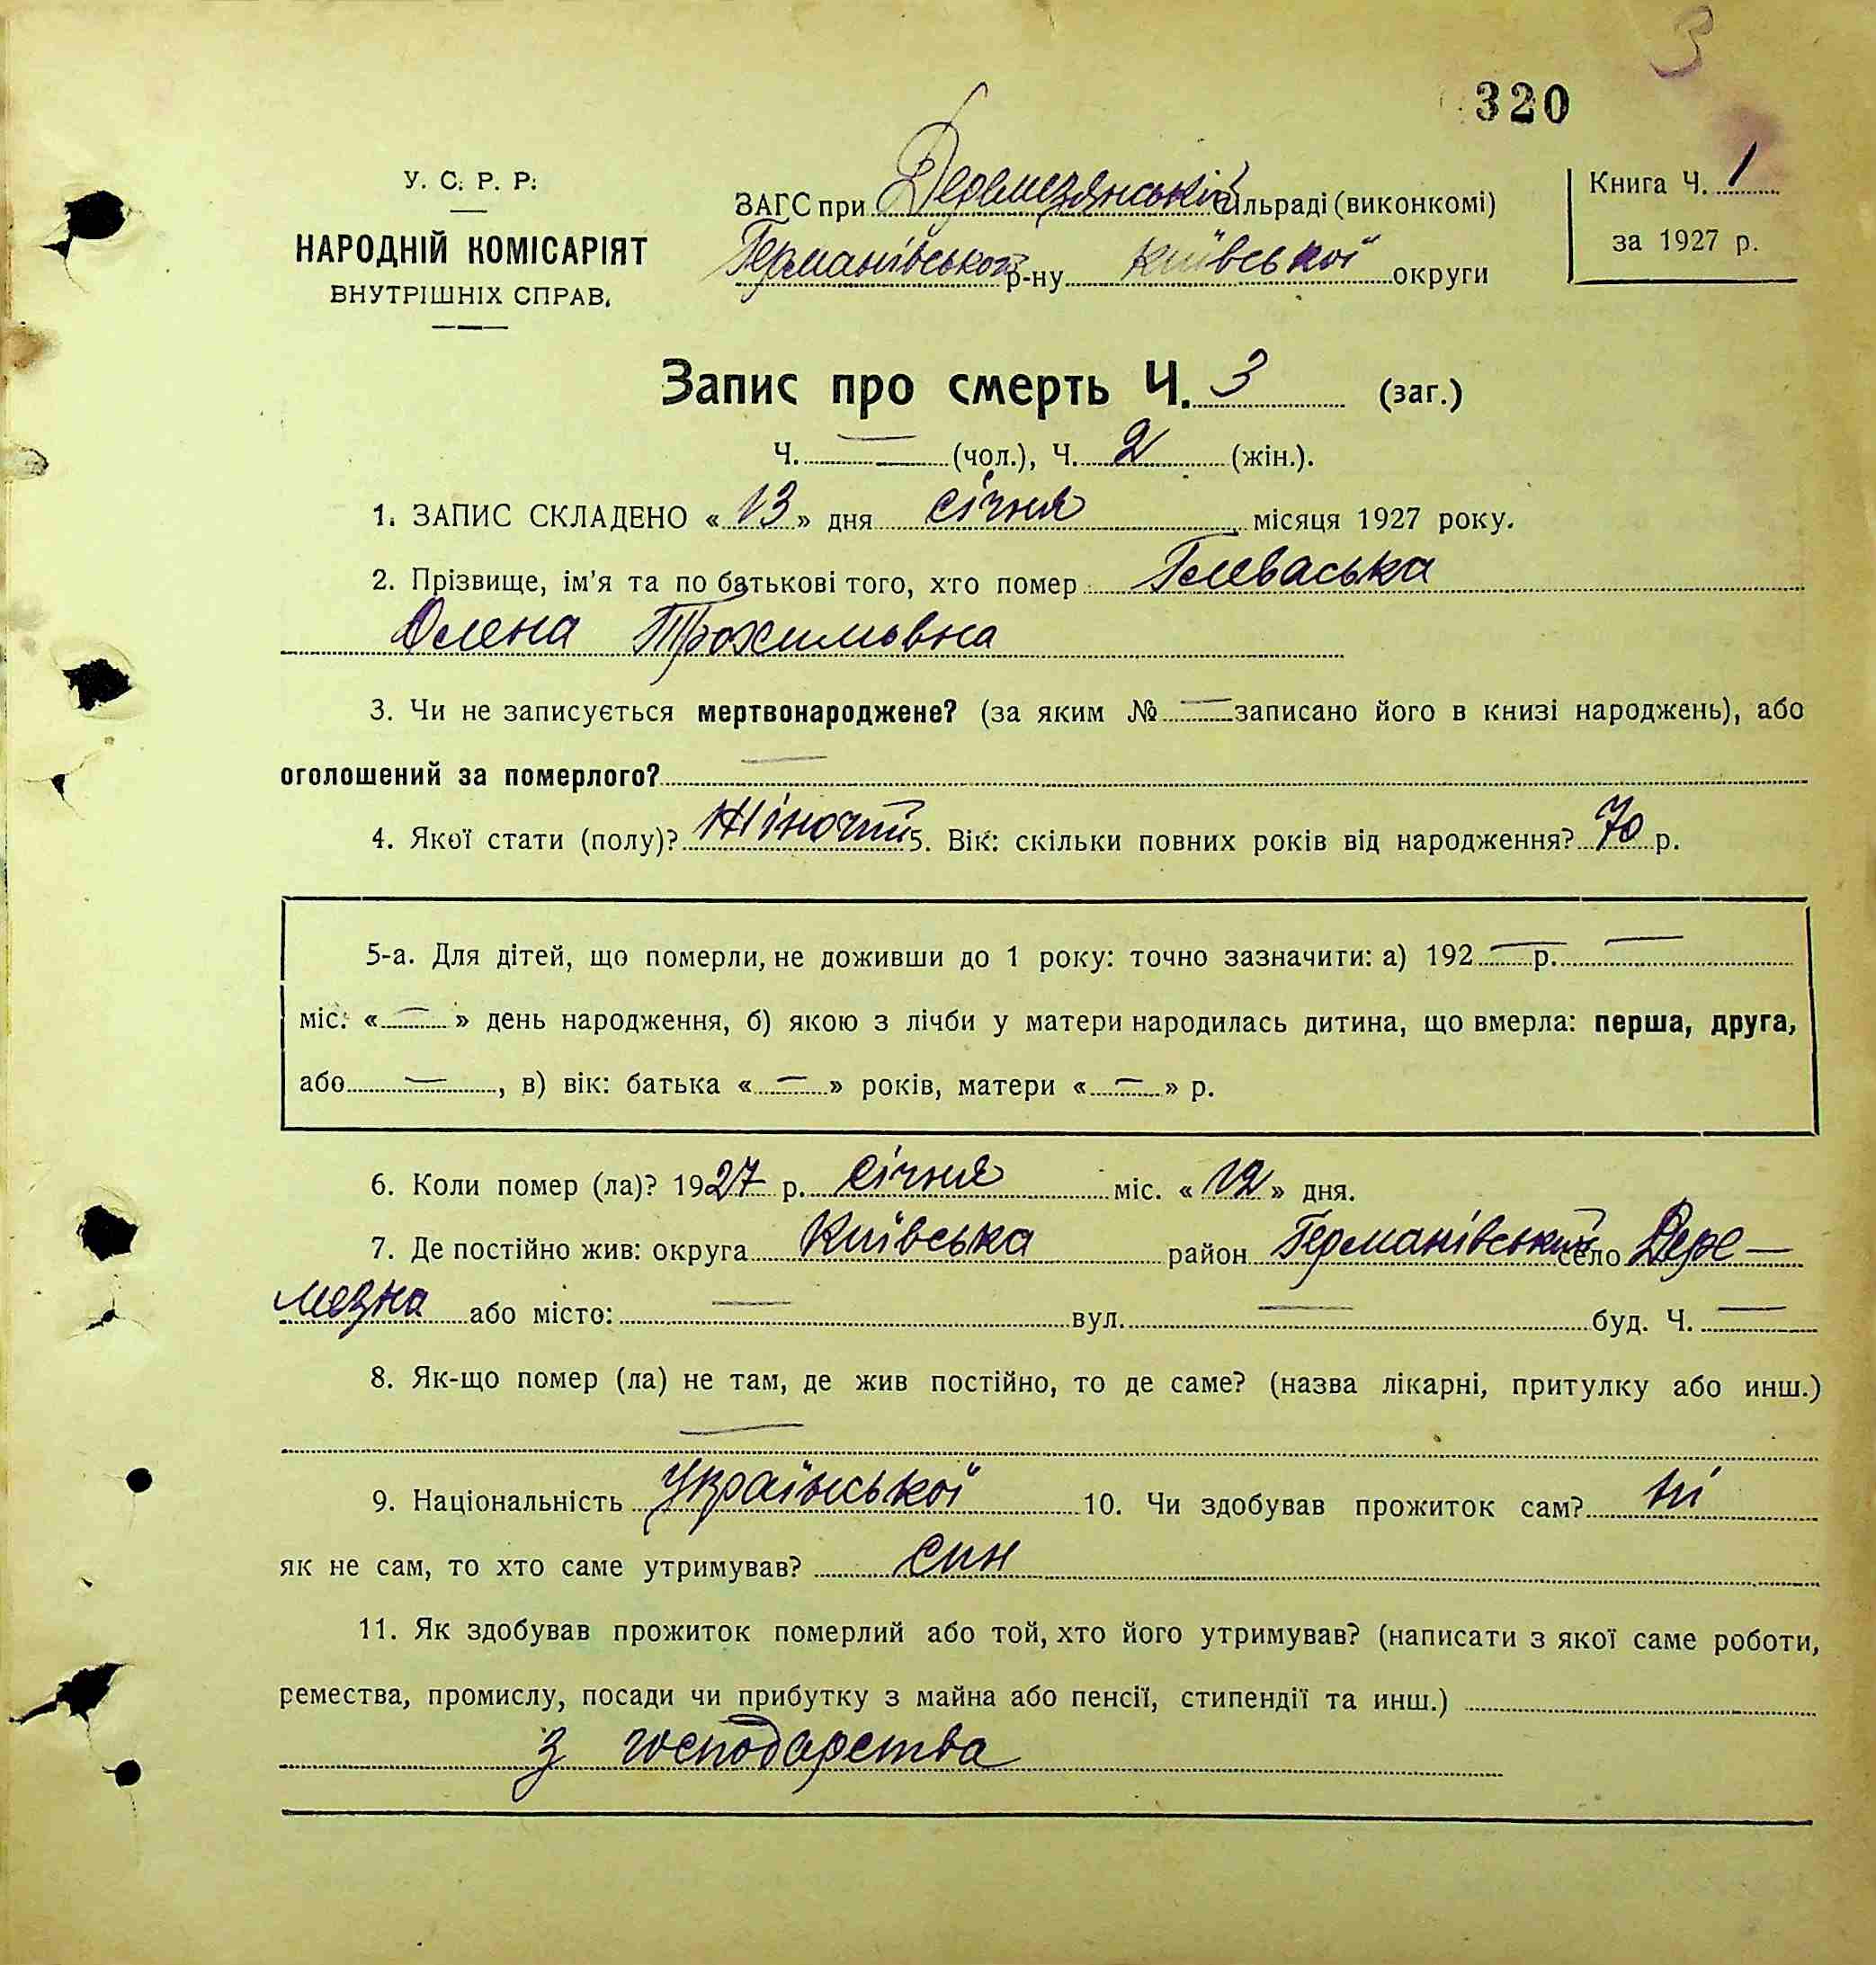 3
320
У. С. Р. Р.
НАРОДНІЙ КОМІСАРІЯТ
ВНУТРІШНІХ СПРАВ.
ЗАГС при Деремезянській сільраді (виконкомі)
Германівського р-ну Київської округи
Книга Ч. 1
за 1927 р.
Запис про смерть Ч. 3 (заг.)
Ч. — (чол.), Ч. 2 (жін.).
1. ЗАПИС СКЛАДЕНО « 13 » дня січня місяця 1927 року.
2. Прізвище, ім'я та по батькові того, хто помер Глеваська
Олена Трохимовна
3. Чи не записується мертвонароджене? (за яким № — записано його в книзі народжень), або
оголошений за померлого? —
4. Якої стати (полу)? Жіночий 5. Вік: скільки повних років від народження? 70 р.
5-а. Для дітей, що померли, не доживши до 1 року: точно зазначити: а) 192 — р. —
міс. « — » день народження, б) якою з лічби у матери народилась дитина, що вмерла: перша, друга,
або —, в) вік: батька « — » років, матери « — » р.
6. Коли помер (ла)? 1927 р. січня міс. « 12 » дня.
7. Де постійно жив: округа Київська район Германівський село Дере-
мезна або місто: — вул. — буд. Ч. —
8. Як-що помер (ла) не там, де жив постійно, то де саме? (назва лікарні, притулку або инш.)
—
9. Національність Української 10. Чи здобував прожиток сам? ні
як не сам, то хто саме утримував? син
11. Як здобував прожиток померлий або той, хто його утримував? (написати з якої саме роботи,
ремества, промислу, посади чи прибутку з майна або пенсії, стипендії та инш.)
з господарства